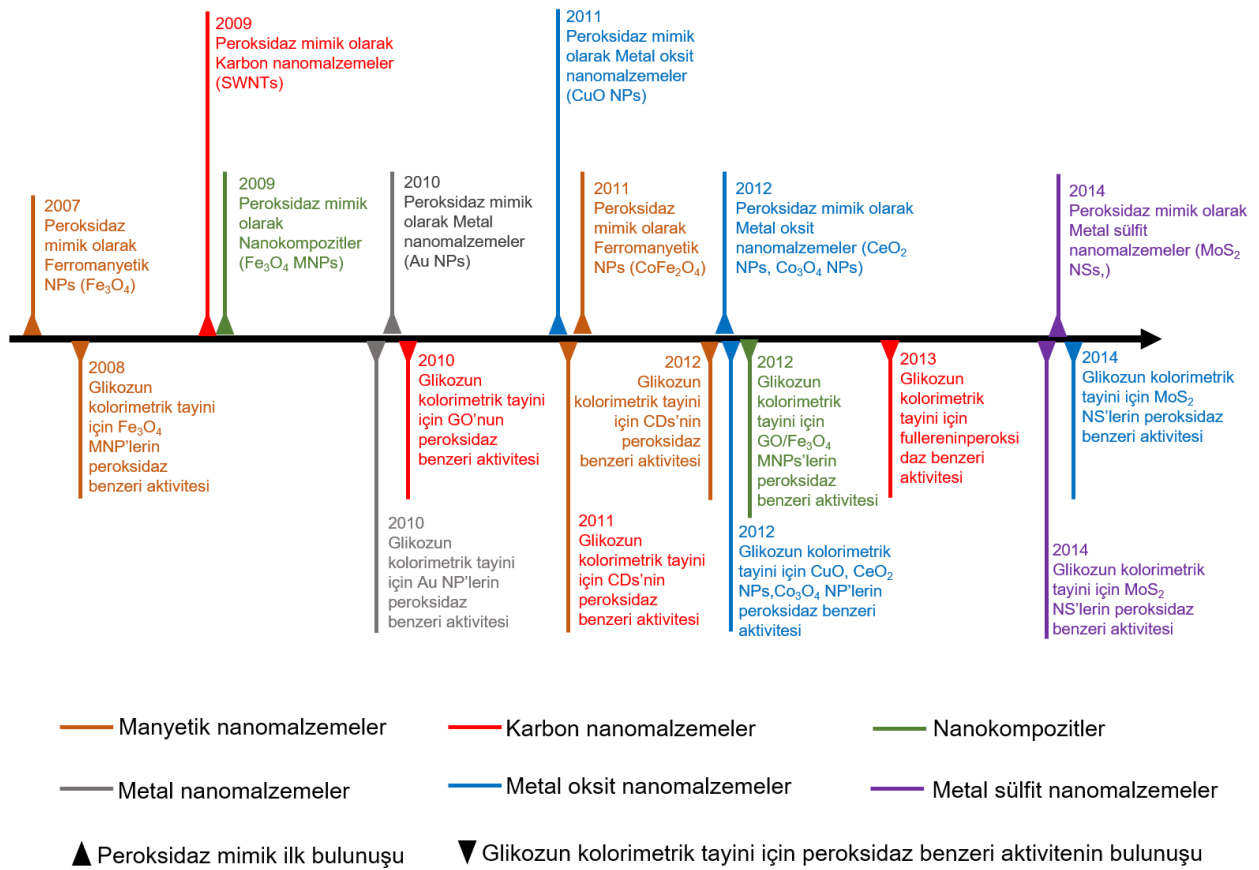 2009
Peroksidaz mimik olarak
Karbon nanomalzemeler
(SWNTs)
2011
Peroksidaz mimik
olarak Metal oksit
nanomalzemeler
(CuO NPs)
2007
Peroksidaz
mimik olarak
Ferromanyetik
NPs (Fe₃O₄)
2009
Peroksidaz mimik
olarak
Nanokompozitler
(Fe₃O₄ MNPs)
2010
Peroksidaz mimik
olarak Metal
nanomalzemeler
(Au NPs)
2011
Peroksidaz
mimik olarak
Ferromanyetik
NPs (CoFe₂O₄)
2012
Peroksidaz mimik olarak
Metal oksit
nanomalzemeler (CeO₂
NPs, Co₃O₄ NPs)
2014
Peroksidaz mimik olarak
Metal sülfit
nanomalzemeler (MoS₂
NSs,)
2008
Glikozun
kolorimetrik tayini
için Fe₃O₄
MNP’lerin
peroksidaz
benzeri aktivitesi
2010
Glikozun
kolorimetrik tayini
için GO’nun
peroksidaz
benzeri aktivitesi
2012
Glikozun
kolorimetrik tayini
için CDs’nin
peroksidaz
benzeri aktivitesi
2012
Glikozun
kolorimetrik
tayini için
GO/Fe₃O₄
MNPs’lerin
peroksidaz
benzeri aktivitesi
2013
Glikozun
kolorimetrik
tayini için
fullereninperoksi
daz benzeri
aktivitesi
2014
Glikozun kolorimetrik
tayini için MoS₂
NS’lerin peroksidaz
benzeri aktivitesi
2010
Glikozun
kolorimetrik tayini
için Au NP’lerin
peroksidaz
benzeri aktivitesi
2011
Glikozun
kolorimetrik tayini
için CDs’nin
peroksidaz
benzeri aktivitesi
2012
Glikozun kolorimetrik
tayini için CuO, CeO₂
NPs,Co₃O₄ NP’lerin
peroksidaz benzeri
aktivitesi
2014
Glikozun kolorimetrik
tayini için MoS₂
NS’lerin peroksidaz
benzeri aktivitesi
Manyetik nanomalzemeler
Karbon nanomalzemeler
Nanokompozitler
Metal nanomalzemeler
Metal oksit nanomalzemeler
Metal sülfit nanomalzemeler
Peroksidaz mimik ilk bulunuşu
Glikozun kolorimetrik tayini için peroksidaz benzeri aktivitenin bulunuşu